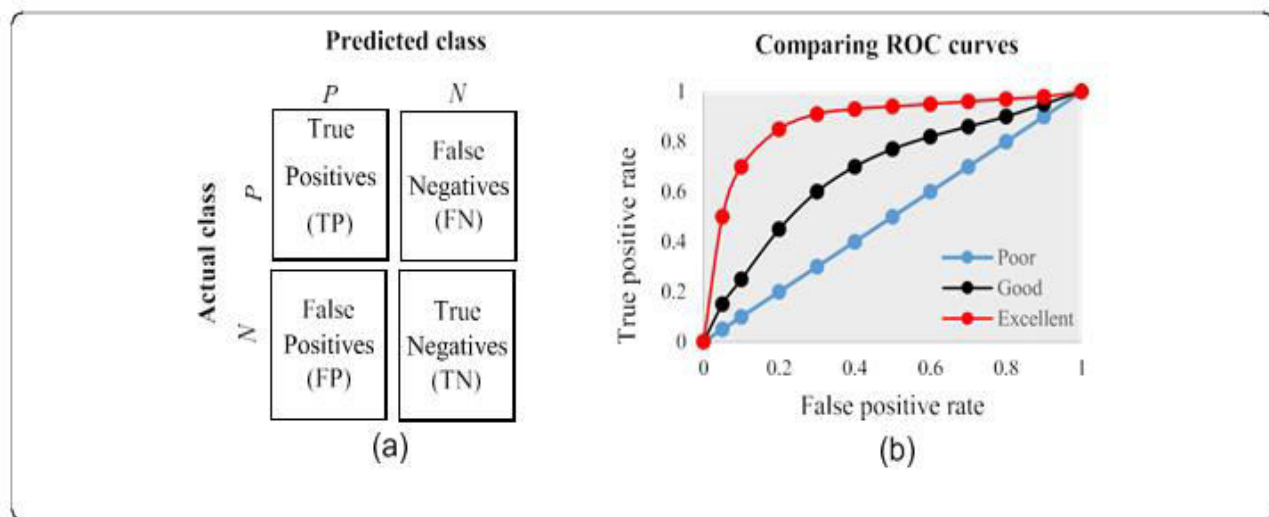 Predicted class
P
N
Actual class
P
N
True
Positives
(TP)
False
Negatives
(FN)
False
Positives
(FP)
True
Negatives
(TN)
(a)
Comparing ROC curves
True positive rate
1
0.8
0.6
0.4
0.2
0
Poor
Good
Excellent
0
0.2
0.4
0.6
0.8
1
False positive rate
(b)